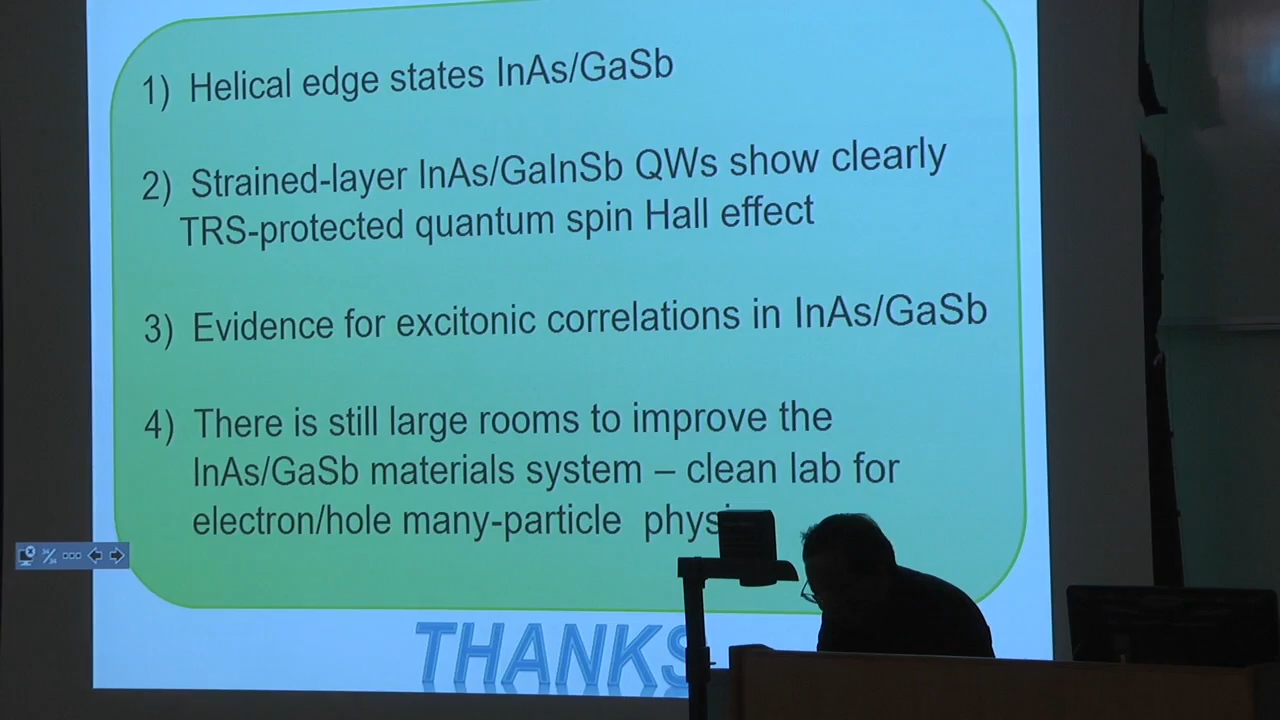 1) Helical edge states InAs/GaSb
2) Strained-layer InAs/GaInSb QWs show clearly
TRS-protected quantum spin Hall effect
3) Evidence for excitonic correlations in InAs/GaSb
4) There is still large rooms to improve the
InAs/GaSb materials system – clean lab for
electron/hole many-particle
THANKS